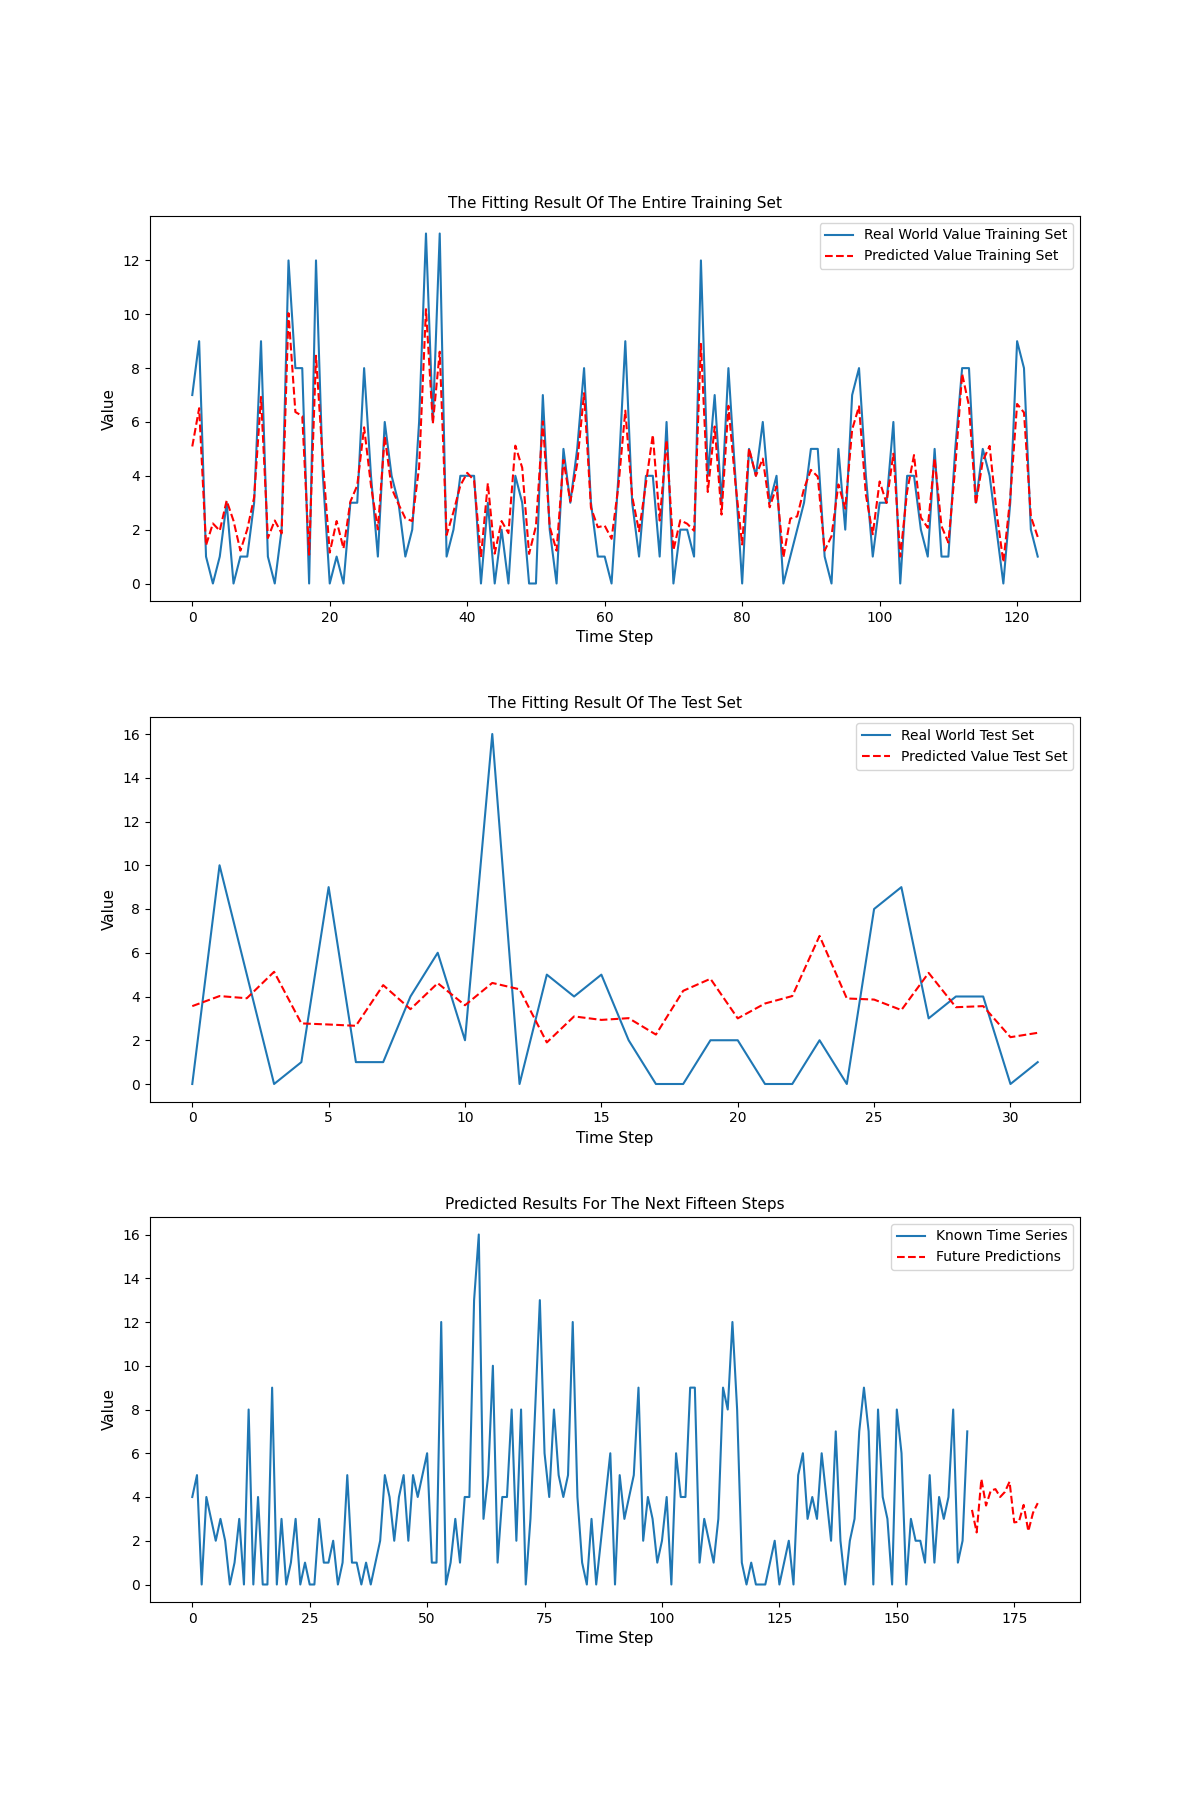 The Fitting Result Of The Entire Training Set
Real World Value Training Set
Predicted Value Training Set
Value
12
10
8
6
4
2
0
0 20 40 60 80 100 120
Time Step
The Fitting Result Of The Test Set
Real World Test Set
Predicted Value Test Set
Value
16
14
12
10
8
6
4
2
0
0 5 10 15 20 25 30
Time Step
Predicted Results For The Next Fifteen Steps
Known Time Series
Future Predictions
Value
16
14
12
10
8
6
4
2
0
0 25 50 75 100 125 150 175
Time Step